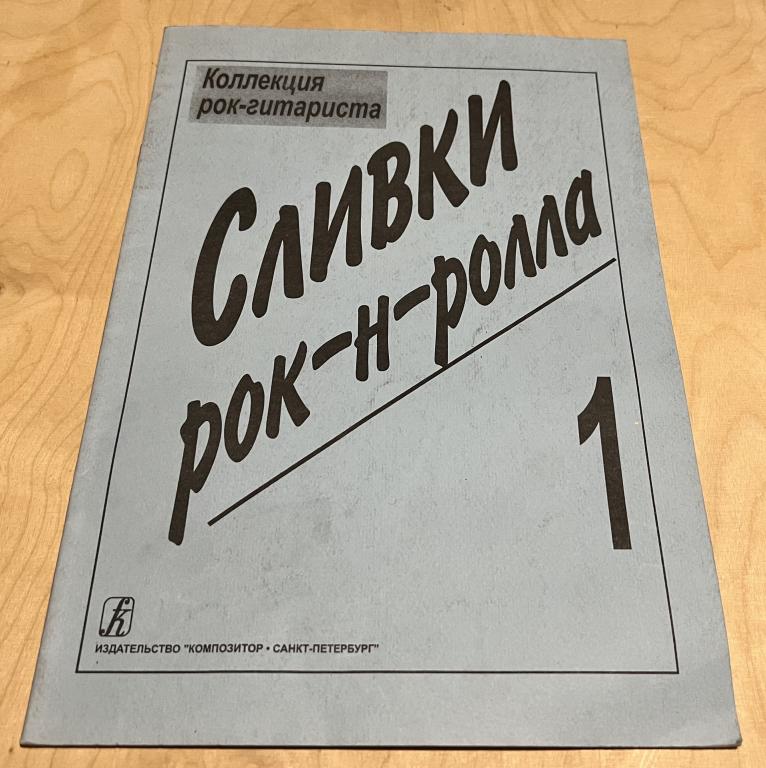 Коллекция
рок-гитариста
Сливки
рок-н-ролла
1
ИЗДАТЕЛЬСТВО "КОМПОЗИТОР • САНКТ-ПЕТЕРБУРГ"